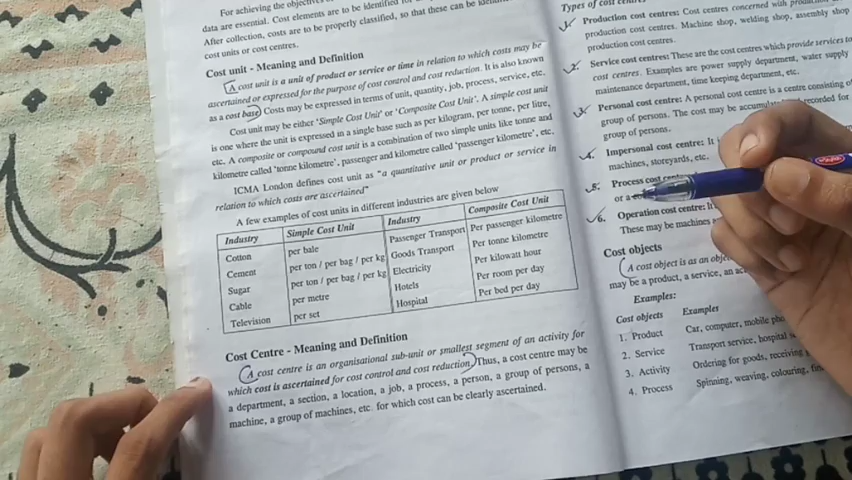 For achieving the objectives
data are essential. Cost elements are to be identified for
After collection, costs are to be properly classified, so that these can be
cost units or cost centres.
Cost unit - Meaning and Definition
A cost unit is a unit of product or service or time in relation to which costs may be
ascertained or expressed for the purpose of cost control and cost reduction. It is also known
as a cost base. Costs may be expressed in terms of unit, quantity, job, process, service, etc.
Cost unit may be either 'Simple Cost Unit' or 'Composite Cost Unit'. A simple cost unit
is one where the unit is expressed in a single base such as per kilogram, per tonne, per litre,
etc. A composite or compound cost unit is a combination of two simple units like tonne and
kilometre called 'tonne kilometre', passenger and kilometre called 'passenger kilometre', etc.
ICMA London defines cost unit as "a quantitative unit or product or service in
relation to which costs are ascertained"
A few examples of cost units in different industries are given below
Industry Simple Cost Unit Industry Composite Cost Unit
Cotton per bale Passenger Transport Per passenger kilometre
Cement per ton / per bag / per kg Goods Transport Per tonne kilometre
Sugar per ton / per bag / per kg Electricity Per kilowatt hour
Cable per metre Hotels Per room per day
Television per set Hospital Per bed per day
Cost Centre - Meaning and Definition
A cost centre is an organisational sub-unit or smallest segment of an activity for
which cost is ascertained for cost control and cost reduction. Thus, a cost centre may be
a department, a section, a location, a job, a process, a person, a group of persons, a
machine, a group of machines, etc. for which cost can be clearly ascertained.
Types of cost centres
1. Production cost centres: Cost centres concerned with
production cost centres. Machine shop, welding shop, assembly shop
production cost centres.
2. Service cost centres: These are the cost centres which provide services to
cost centres. Examples are power supply department, water supply
maintenance department, time keeping department, etc.
3. Personal cost centre: A personal cost centre is a centre consisting of
group of persons. The cost may be recorded for
group of persons.
4. Impersonal cost centre: It
machines, storeyards, etc.
5. Process cost
or a
6. Operation cost centre: It
These may be machines
Cost objects
A cost object is as an
may be a product, a service, an
Examples:
Cost objects Examples
1. Product Car, computer, mobile
2. Service Transport service, hospital
3. Activity Ordering for goods, receiving
4. Process Spinning, weaving, colouring,